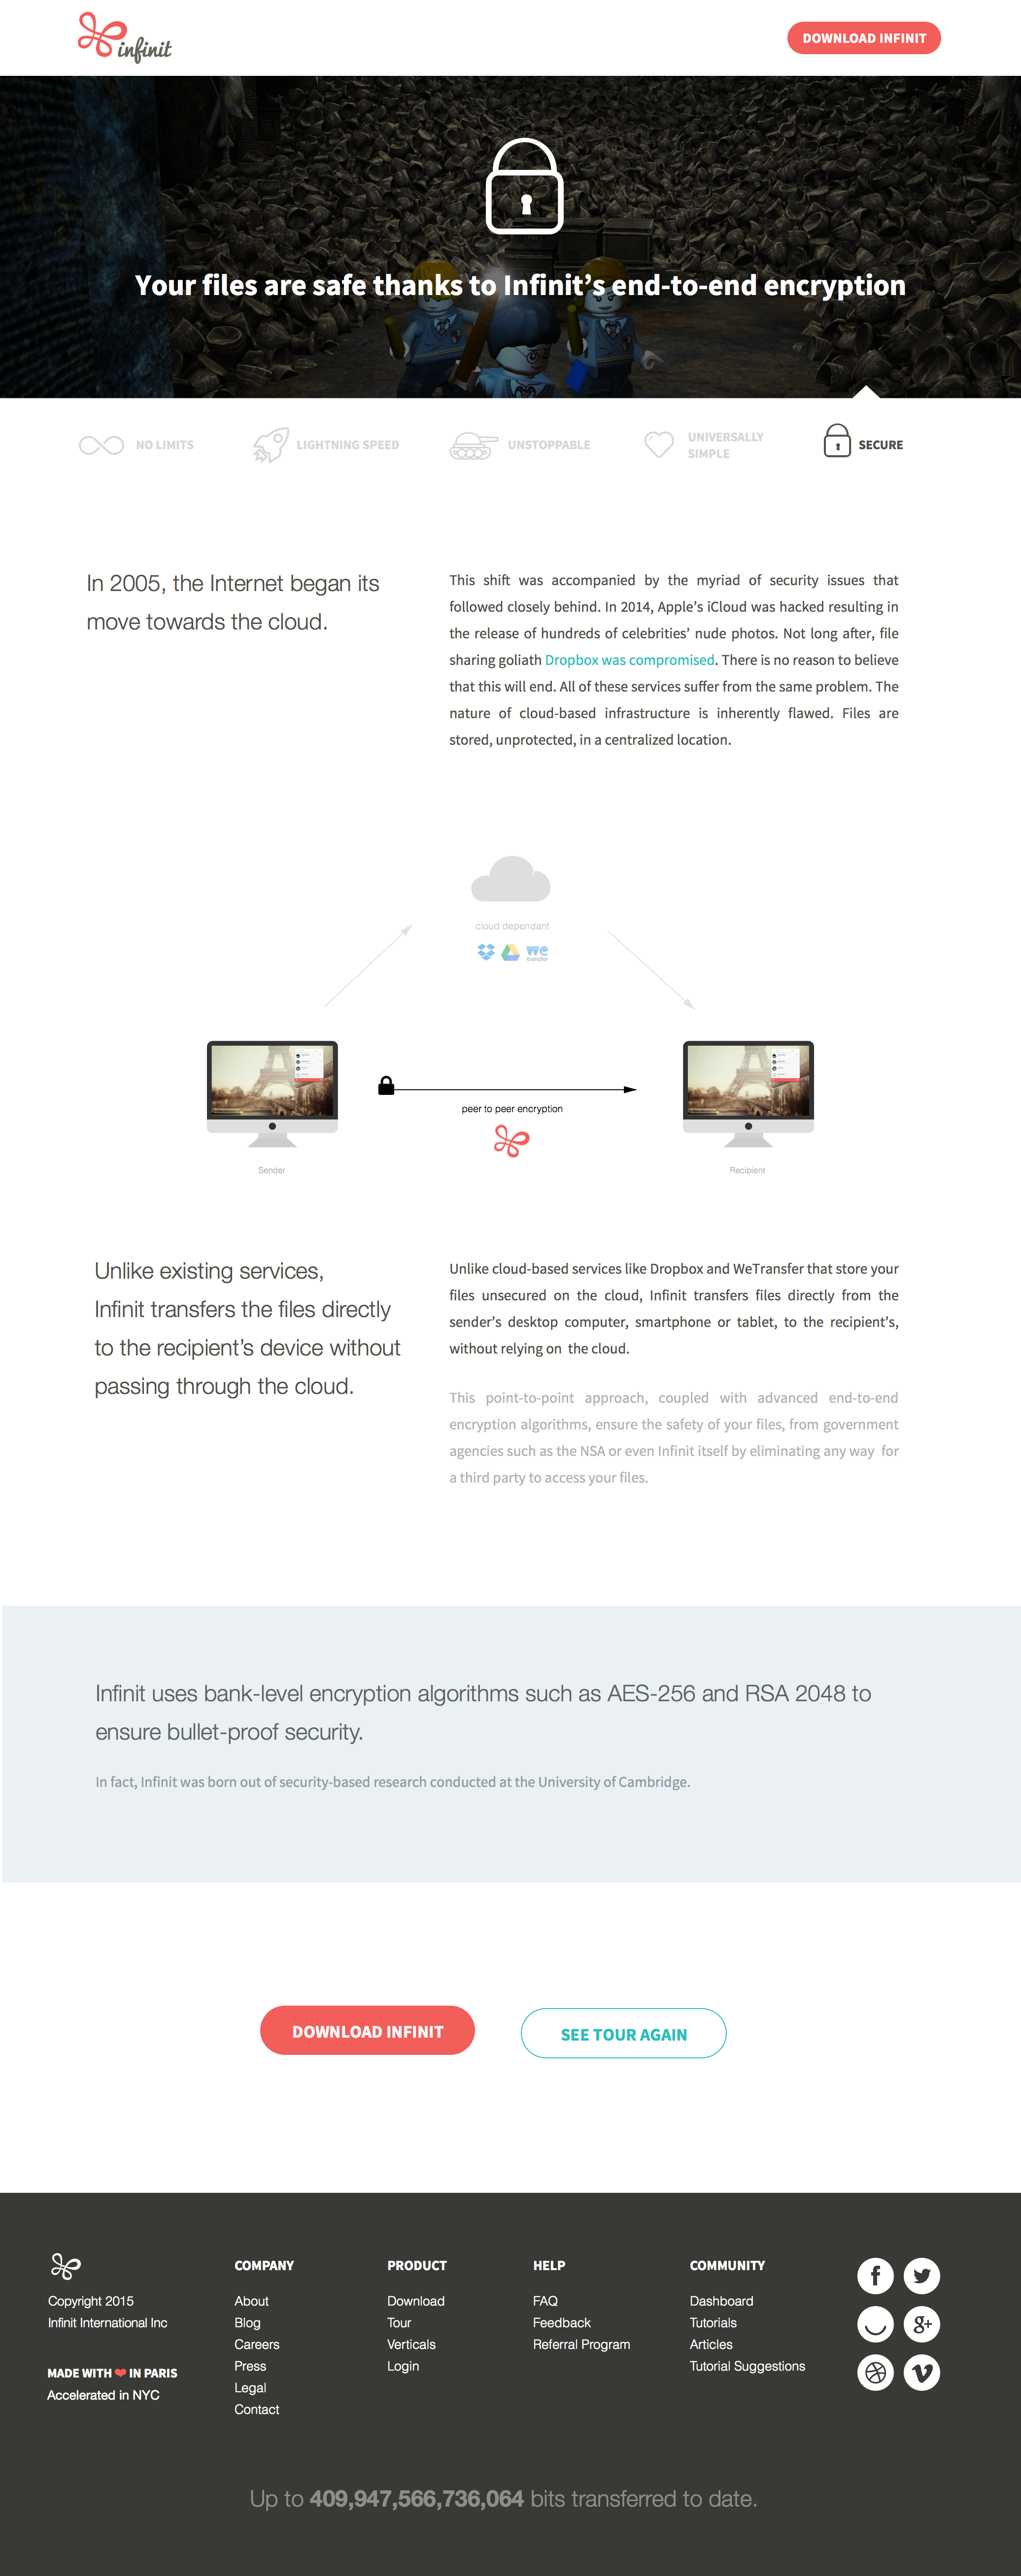 infinit
DOWNLOAD INFINIT
Your files are safe thanks to Infinit's end-to-end encryption
NO LIMITS
LIGHTNING SPEED
UNSTOPPABLE
UNIVERSALLY
SIMPLE
SECURE
In 2005, the Internet began its
move towards the cloud.
This shift was accompanied by the myriad of security issues that
followed closely behind. In 2014, Apple's iCloud was hacked resulting in
the release of hundreds of celebrities' nude photos. Not long after, file
sharing goliath Dropbox was compromised. There is no reason to believe
that this will end. All of these services suffer from the same problem. The
nature of cloud-based infrastructure is inherently flawed. Files are
stored, unprotected, in a centralized location.
cloud dependant
we
transfer
peer to peer encryption
Sender
Recipient
Unlike existing services,
Infinit transfers the files directly
to the recipient's device without
passing through the cloud.
Unlike cloud-based services like Dropbox and WeTransfer that store your
files unsecured on the cloud, Infinit transfers files directly from the
sender's desktop computer, smartphone or tablet, to the recipient's,
without relying on the cloud.
This point-to-point approach, coupled with advanced end-to-end
encryption algorithms, ensure the safety of your files, from government
agencies such as the NSA or even Infinit itself by eliminating any way for
a third party to access your files.
Infinit uses bank-level encryption algorithms such as AES-256 and RSA 2048 to
ensure bullet-proof security.
In fact, Infinit was born out of security-based research conducted at the University of Cambridge.
DOWNLOAD INFINIT
SEE TOUR AGAIN
Copyright 2015
Infinit International Inc
MADE WITH ❤ IN PARIS
Accelerated in NYC
COMPANY
About
Blog
Careers
Press
Legal
Contact
PRODUCT
Download
Tour
Verticals
Login
HELP
FAQ
Feedback
Referral Program
COMMUNITY
Dashboard
Tutorials
Articles
Tutorial Suggestions
Up to 409,947,566,736,064 bits transferred to date.